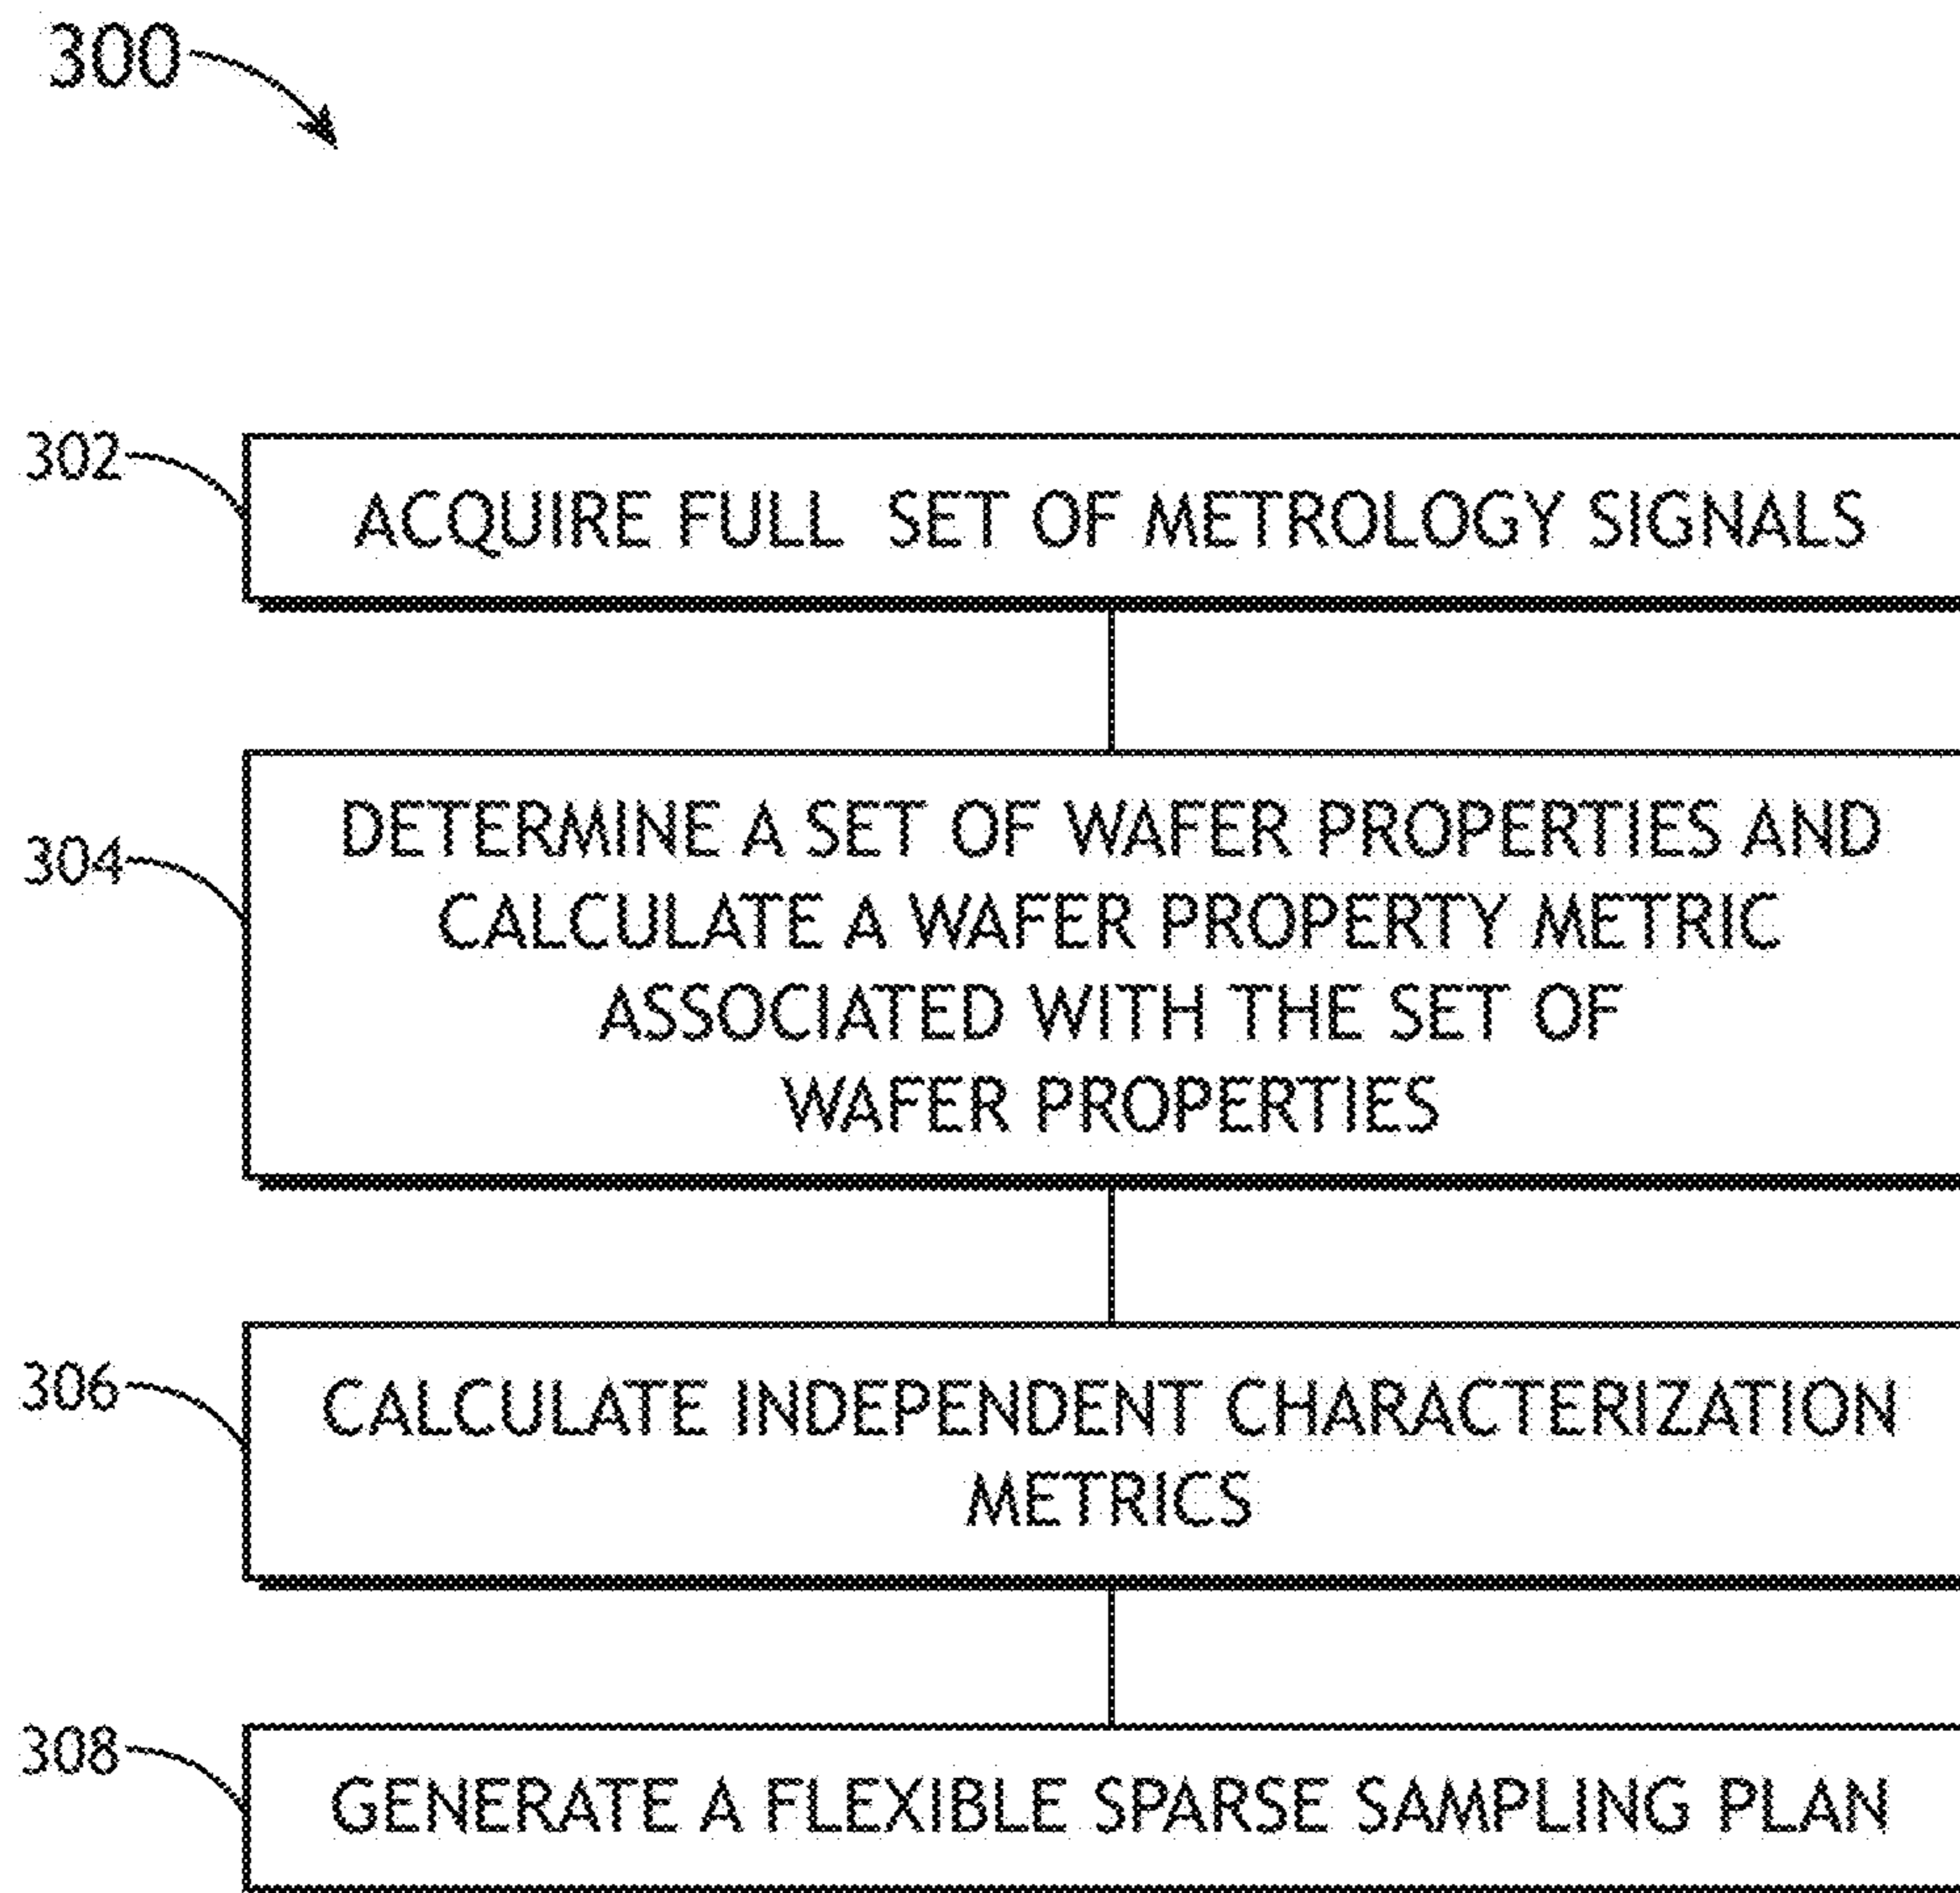 300
302
ACQUIRE FULL SET OF METROLOGY SIGNALS
304
DETERMINE A SET OF WAFER PROPERTIES AND
CALCULATE A WAFER PROPERTY METRIC
ASSOCIATED WITH THE SET OF
WAFER PROPERTIES
306
CALCULATE INDEPENDENT CHARACTERIZATION
METRICS
308
GENERATE A FLEXIBLE SPARSE SAMPLING PLAN